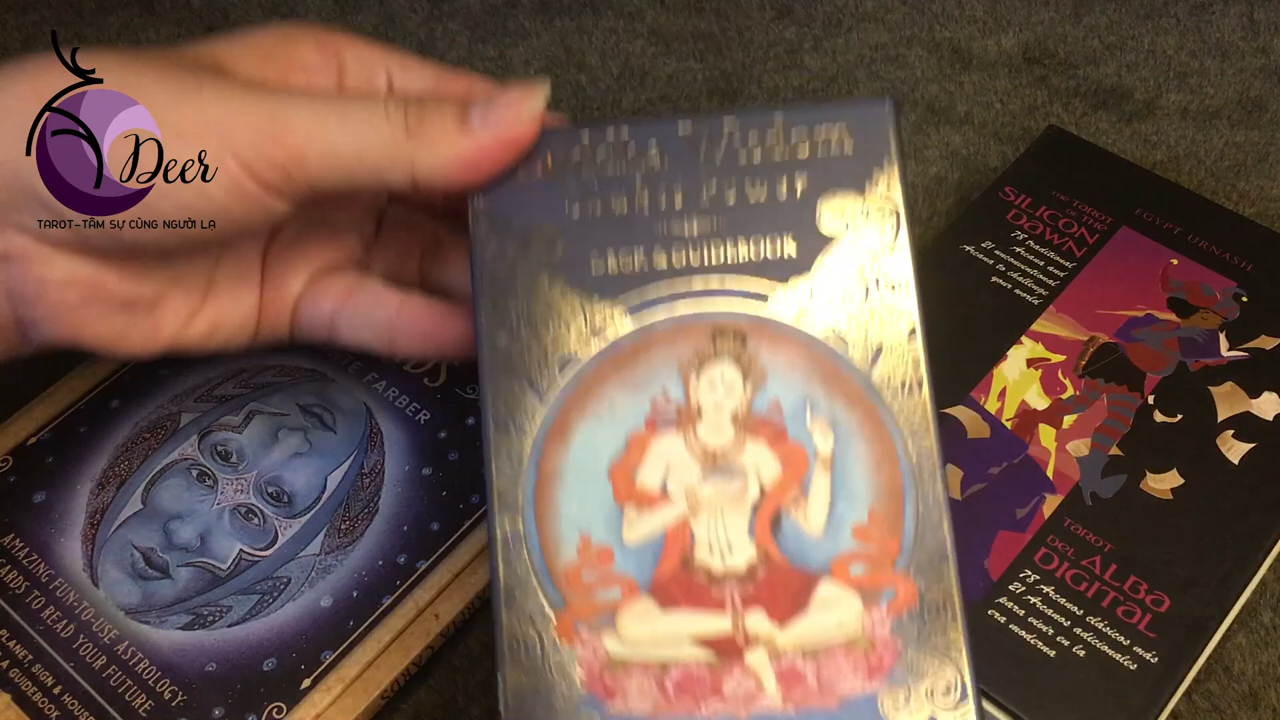 Deer
TAROT-TÂM SỰ CÙNG NGƯỜI LẠ
Wisdom
DECK & GUIDEBOOK
FARBER
AMAZING FUN-TO-USE ASTROLOGY
CARDS TO READ YOUR FUTURE
PLANET, SIGN & HOUSE
GUIDEBOOK
THE TAROT
OF THE
SILICON
DAWN
78 traditional
Arcana and
21 unconventional
Arcana to challenge
your world
EGYPT URNASH
TAROT
DEL ALBA
DIGITAL
78 Arcanos clásicos más
21 Arcanos adicionales
para vivir en la
era moderna